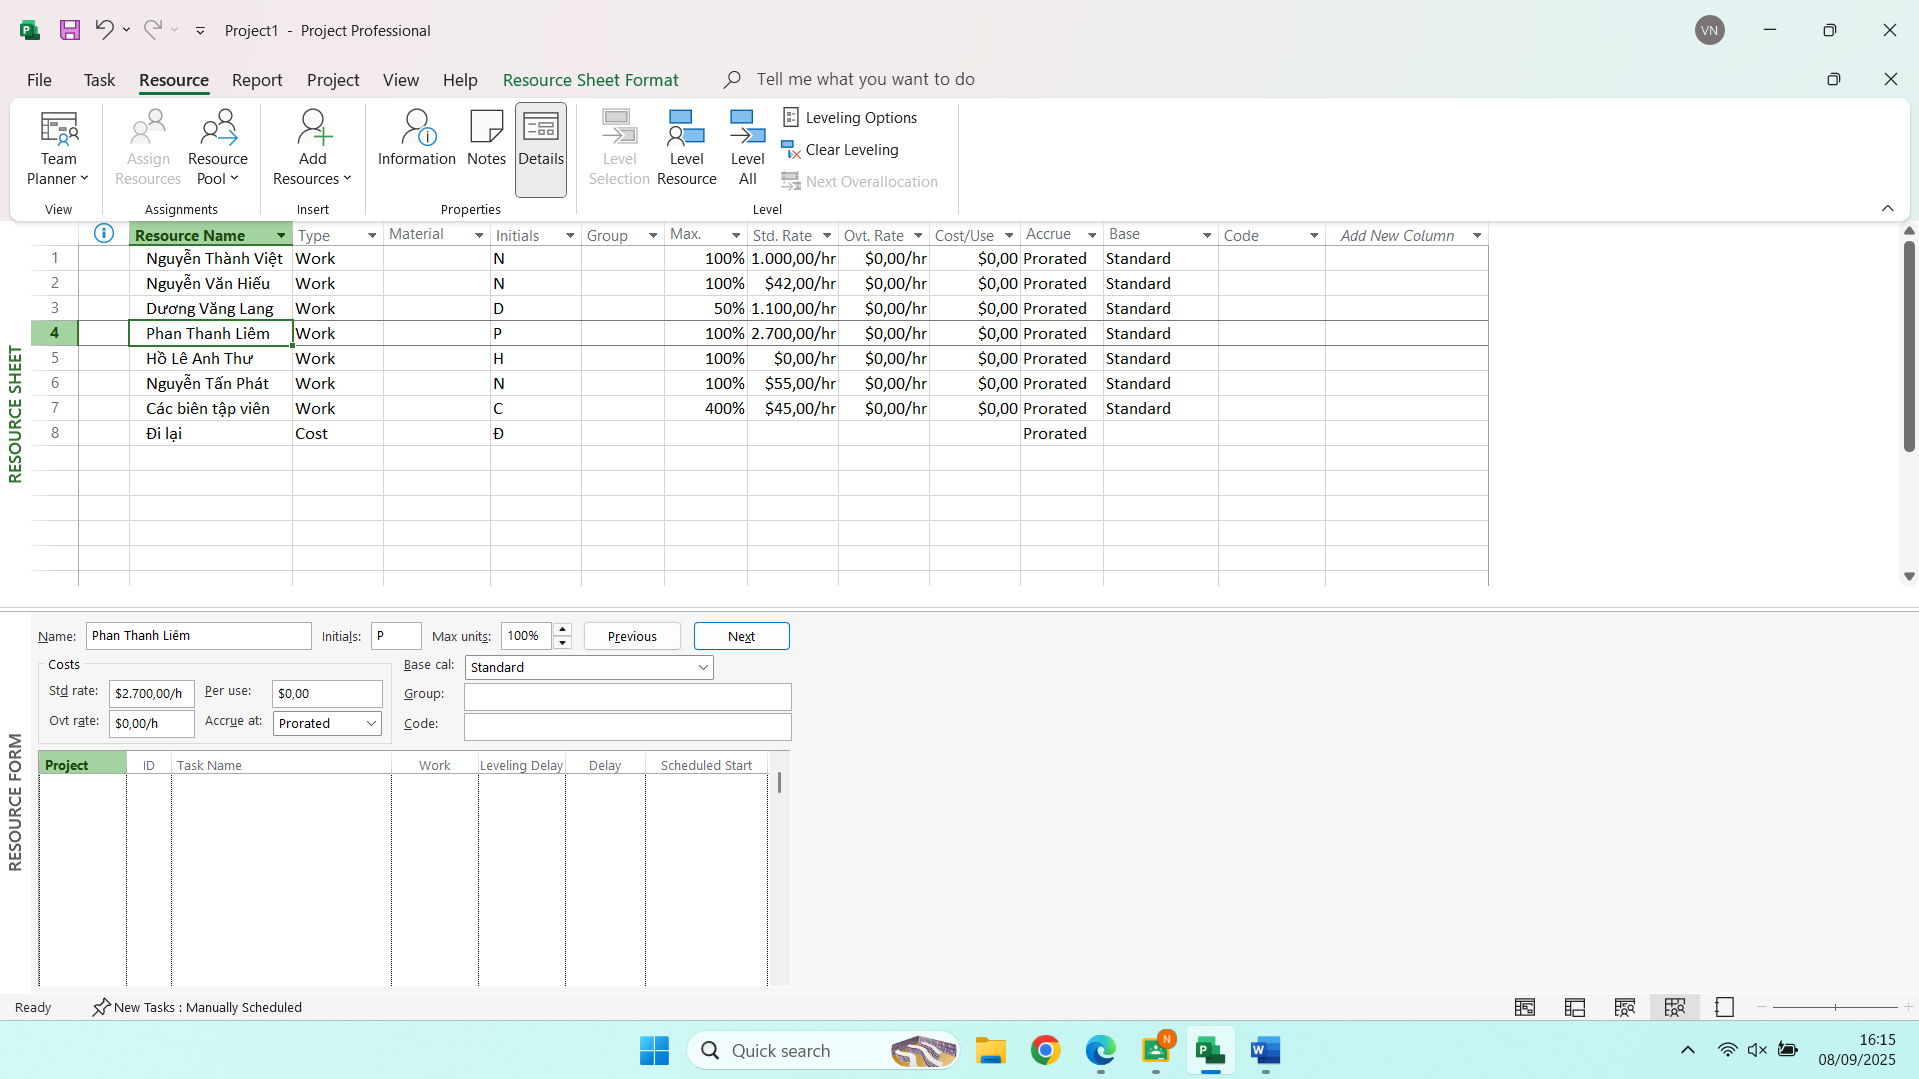 Project1 - Project Professional
VN
File Task Resource Report Project View Help Resource Sheet Format Tell me what you want to do
Team Planner
Assign Resources
Resource Pool
Add Resources
Information
Notes
Details
Level Selection
Level Resource
Level All
Leveling Options
Clear Leveling
Next Overallocation
View Assignments Insert Properties Level
Resource Name Type Material Initials Group Max. Std. Rate Ovt. Rate Cost/Use Accrue Base Code Add New Column
1 Nguyễn Thành Việt Work N 100% 1.000,00/hr $0,00/hr $0,00 Prorated Standard
2 Nguyễn Văn Hiếu Work N 100% $42,00/hr $0,00/hr $0,00 Prorated Standard
3 Dương Văng Lang Work D 50% 1.100,00/hr $0,00/hr $0,00 Prorated Standard
4 Phan Thanh Liêm Work P 100% 2.700,00/hr $0,00/hr $0,00 Prorated Standard
5 Hồ Lê Anh Thư Work H 100% $0,00/hr $0,00/hr $0,00 Prorated Standard
6 Nguyễn Tấn Phát Work N 100% $55,00/hr $0,00/hr $0,00 Prorated Standard
7 Các biên tập viên Work C 400% $45,00/hr $0,00/hr $0,00 Prorated Standard
8 Đi lại Cost Đ Prorated
RESOURCE SHEET
Name: Phan Thanh Liêm Initials: P Max units: 100% Previous Next
Costs Base cal: Standard
Std rate: $2.700,00/h Per use: $0,00 Group:
Ovt rate: $0,00/h Accrue at: Prorated Code:
Project ID Task Name Work Leveling Delay Delay Scheduled Start
RESOURCE FORM
Ready New Tasks : Manually Scheduled
Quick search
N
16:15
08/09/2025